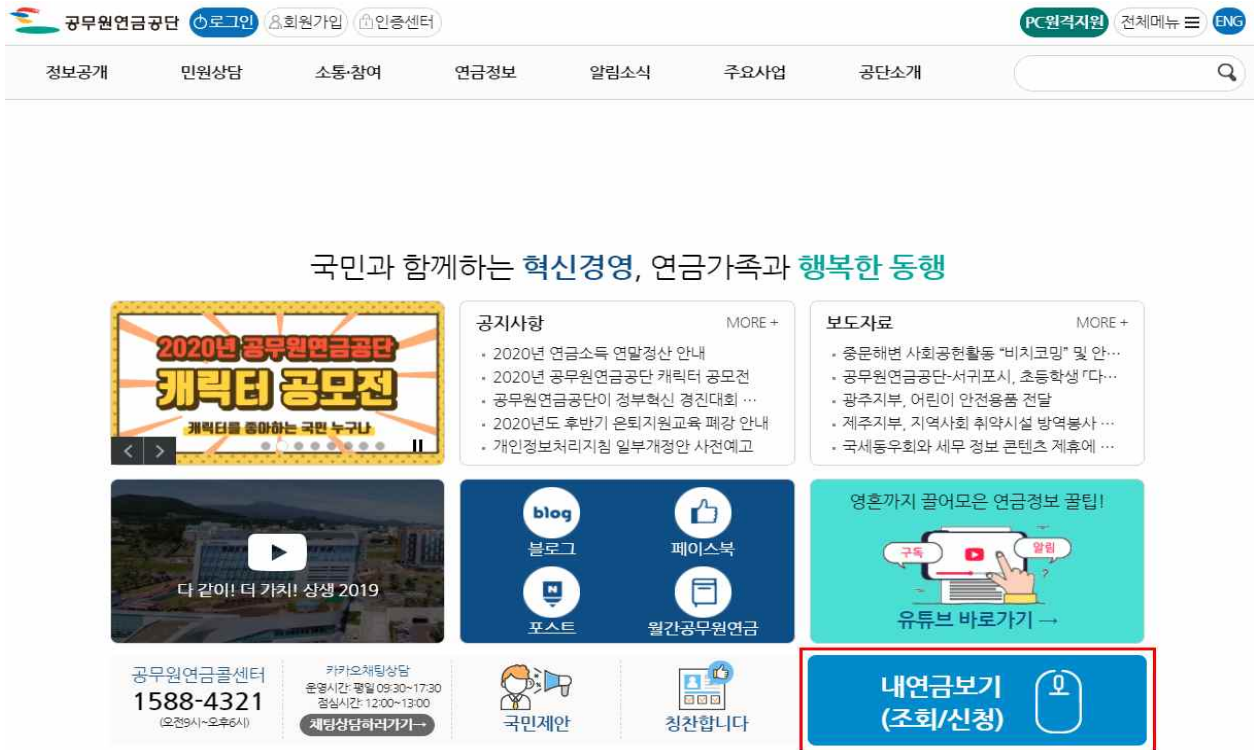 공무원연금공단 로그인 회원가입 인증센터 PC원격지원 전체메뉴 ENG
정보공개 민원상담 소통·참여 연금정보 알림소식 주요사업 공단소개
국민과 함께하는 혁신경영, 연금가족과 행복한 동행
2020년 공무원연금공단
캐릭터 공모전
캐릭터를 좋아하는 국민 누구나
공지사항 MORE +
• 2020년 연금소득 연말정산 안내
• 2020년 공무원연금공단 캐릭터 공모전
• 공무원연금공단이 정부혁신 경진대회 …
• 2020년도 후반기 은퇴지원교육 폐강 안내
• 개인정보처리지침 일부개정안 사전예고
보도자료 MORE +
• 중문해변 사회공헌활동 “비치코밍” 및 안…
• 공무원연금공단-서귀포시, 초등학생「다…
• 광주지부, 어린이 안전용품 전달
• 제주지부, 지역사회 취약시설 방역봉사 …
• 국세동우회와 세무 정보 콘텐츠 제휴에 …
다 같이! 더 가치! 상생 2019
blog
블로그
페이스북
N
포스트
월간공무원연금
영혼까지 끌어모은 연금정보 꿀팁!
구독
알림
유튜브 바로가기 →
공무원연금콜센터
1588-4321
(오전9시~오후6시)
카카오채팅상담
운영시간: 평일 09:30~17:30
점심시간: 12:00~13:00
채팅상담하러가기→
국민제안
칭찬합니다
내연금보기
(조회/신청)